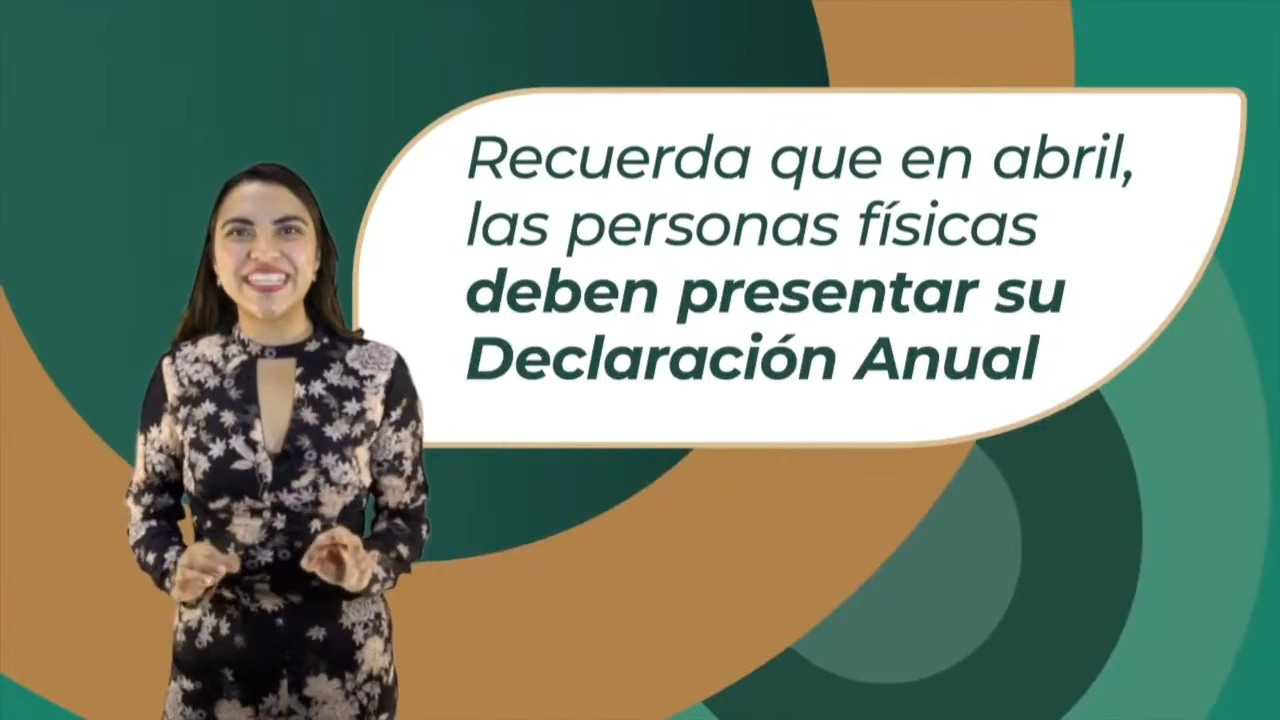 Recuerda que en abril,
las personas físicas
deben presentar su
Declaración Anual